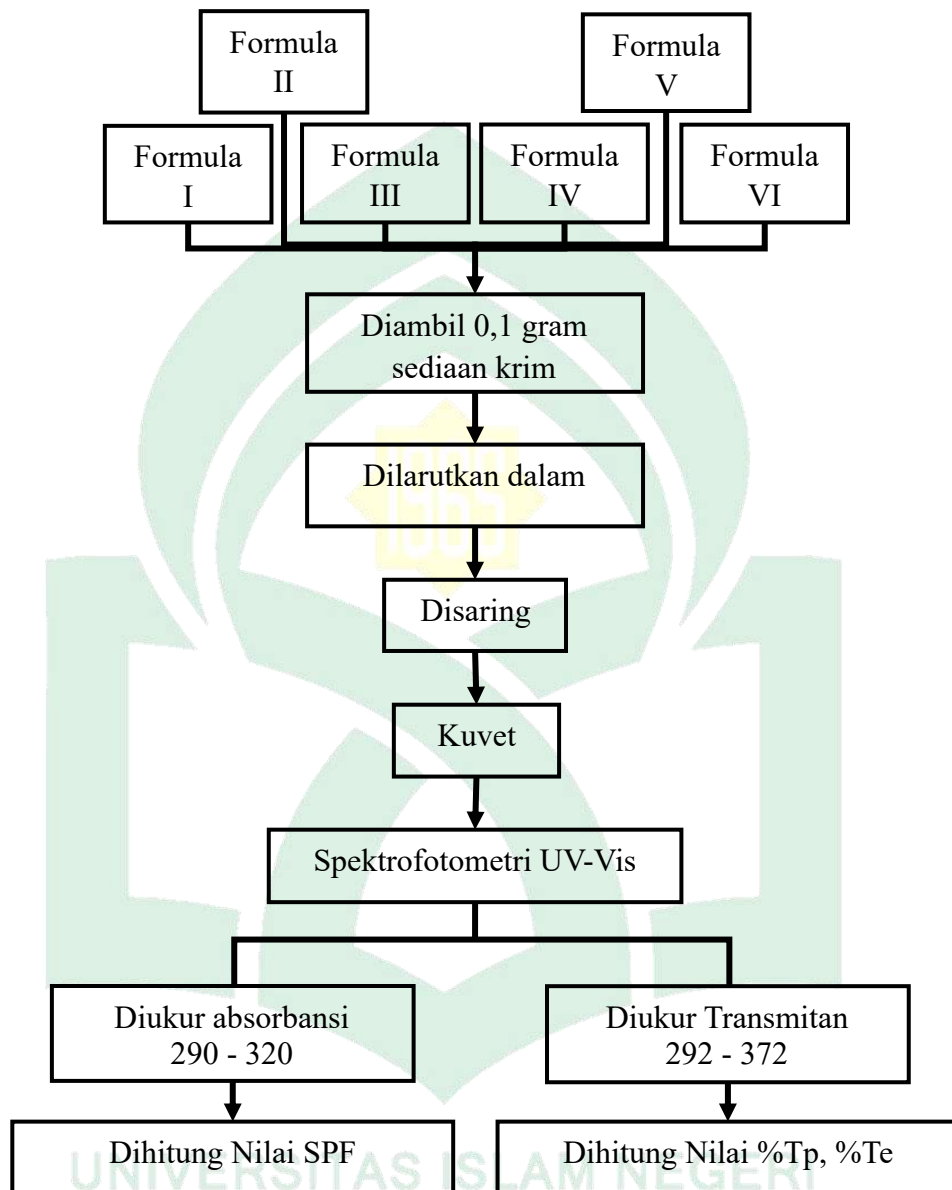 Formula
II
Formula
V
Formula
I
Formula
III
Formula
IV
Formula
VI
Diambil 0,1 gram
sediaan krim
Dilarutkan dalam
1965
Disaring
Kuvet
Spektrofotometri UV-Vis
Diukur absorbansi
290 - 320
Diukur Transmitan
292 - 372
Dihitung Nilai SPF
Dihitung Nilai %Tp, %Te
UNIVERSITAS ISLAM NEGERI